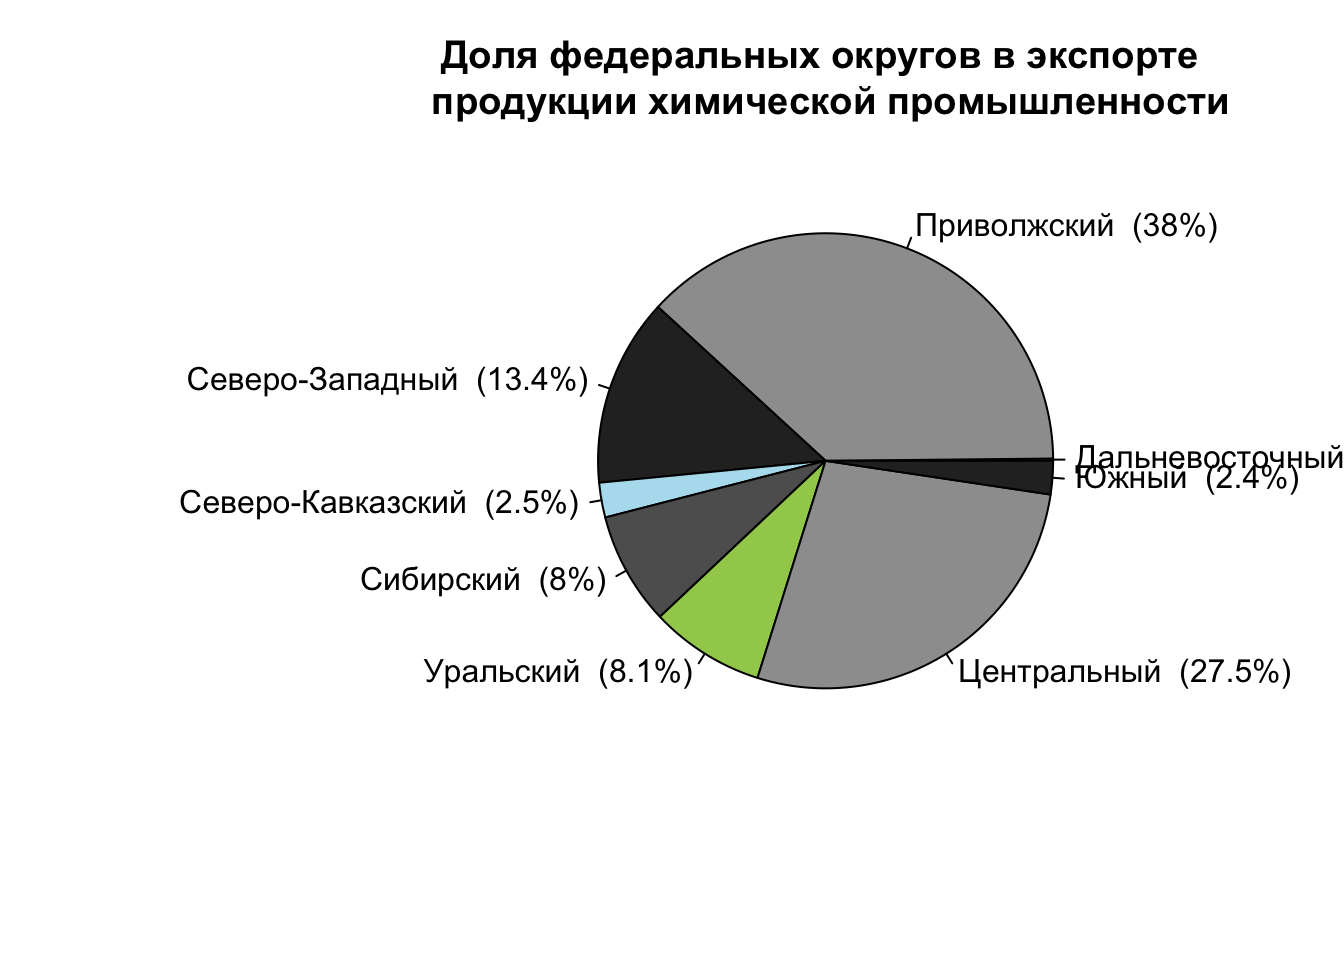 Доля федеральных округов в экспорте
продукции химической промышленности
Приволжский (38%)
Северо-Западный (13.4%)
Дальневосточный
Южный (2.4%)
Северо-Кавказский (2.5%)
Сибирский (8%)
Уральский (8.1%)
Центральный (27.5%)